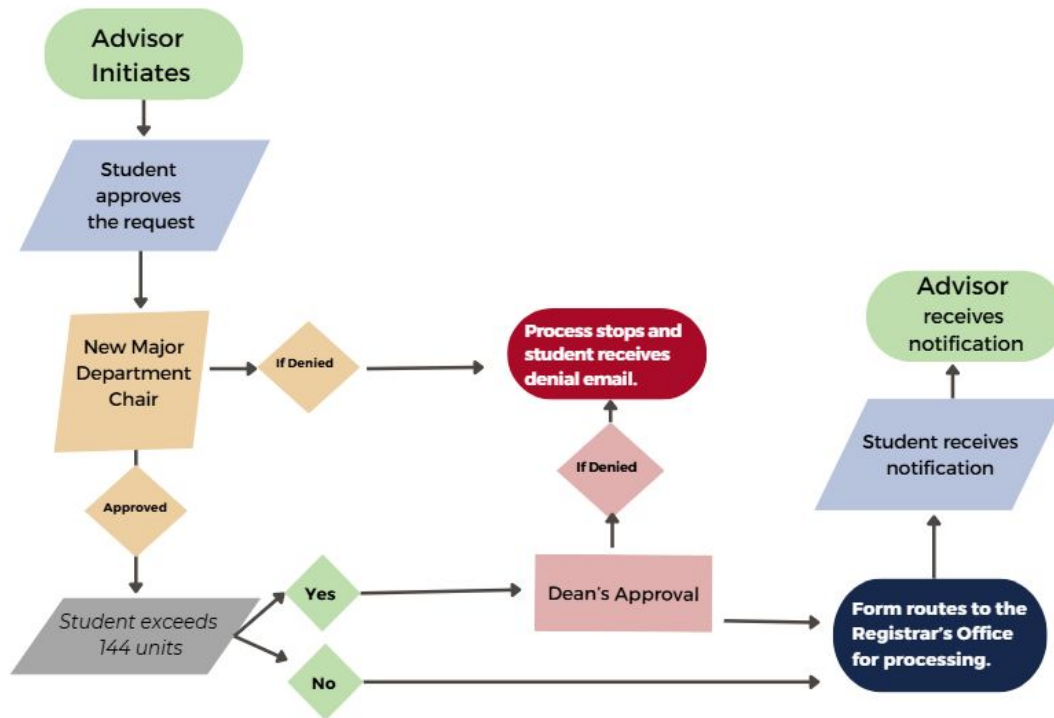 Advisor
Initiates
Student
approves
the request
New Major
Department
Chair
If Denied
Process stops and
student receives
denial email.
Approved
If Denied
Student exceeds
144 units
Yes
No
Dean's Approval
Form routes to the
Registrar's Office
for processing.
Student receives
notification
Advisor
receives
notification